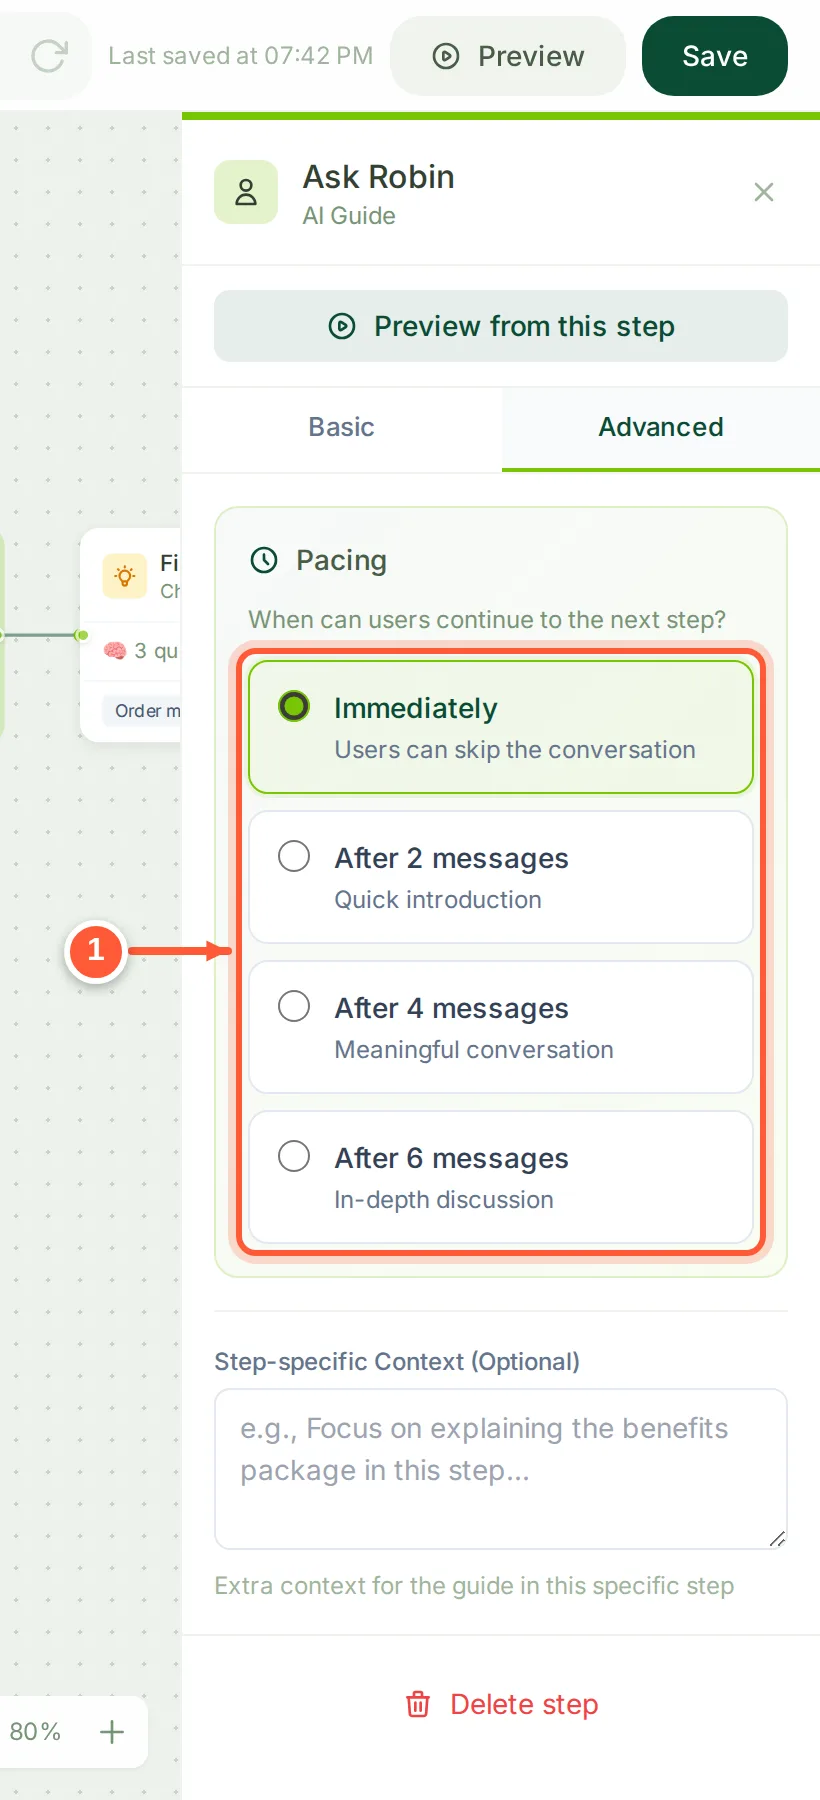 Last saved at 07:42 PM
Preview
Save
Ask Robin
AI Guide
Preview from this step
Basic
Advanced
Fi
Ch
3 qu
Order m
Pacing
When can users continue to the next step?
1
Immediately
Users can skip the conversation
After 2 messages
Quick introduction
After 4 messages
Meaningful conversation
After 6 messages
In-depth discussion
Step-specific Context (Optional)
e.g., Focus on explaining the benefits
package in this step...
Extra context for the guide in this specific step
80%
Delete step